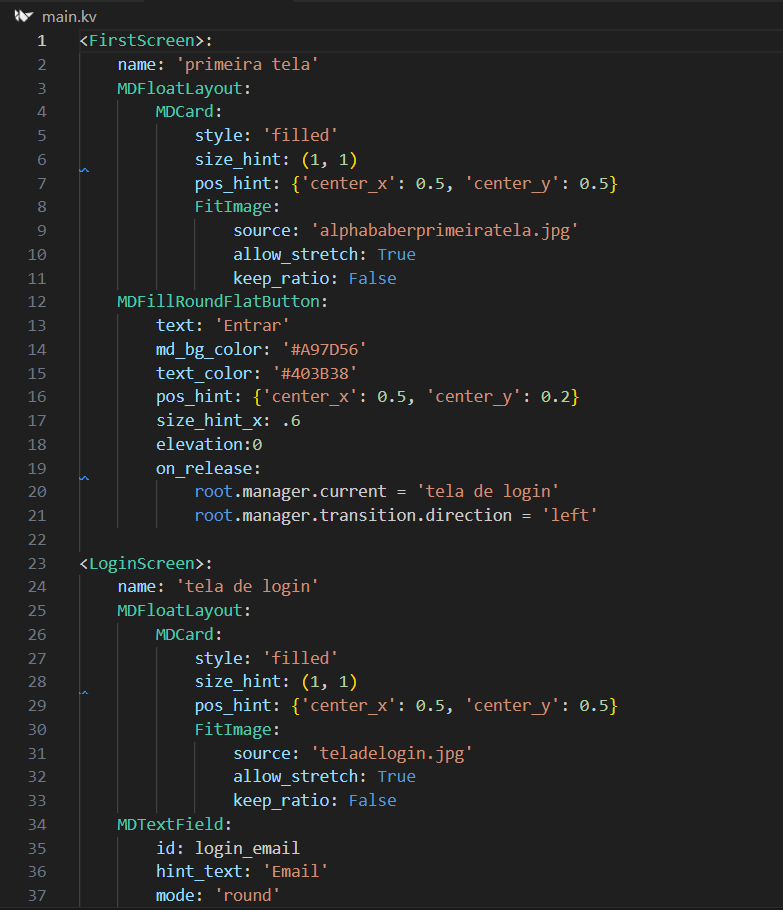 main.kv
1 <FirstScreen>:
2     name: 'primeira tela'
3     MDFloatLayout:
4         MDCard:
5             style: 'filled'
6             size_hint: (1, 1)
7             pos_hint: {'center_x': 0.5, 'center_y': 0.5}
8             FitImage:
9                 source: 'alphababerprimeiratela.jpg'
10                 allow_stretch: True
11                 keep_ratio: False
12     MDFillRoundFlatButton:
13         text: 'Entrar'
14         md_bg_color: '#A97D56'
15         text_color: '#403B38'
16         pos_hint: {'center_x': 0.5, 'center_y': 0.2}
17         size_hint_x: .6
18         elevation:0
19         on_release:
20             root.manager.current = 'tela de login'
21             root.manager.transition.direction = 'left'
22
23 <LoginScreen>:
24     name: 'tela de login'
25     MDFloatLayout:
26         MDCard:
27             style: 'filled'
28             size_hint: (1, 1)
29             pos_hint: {'center_x': 0.5, 'center_y': 0.5}
30             FitImage:
31                 source: 'teladelogin.jpg'
32                 allow_stretch: True
33                 keep_ratio: False
34     MDTextField:
35         id: login_email
36         hint_text: 'Email'
37         mode: 'round'